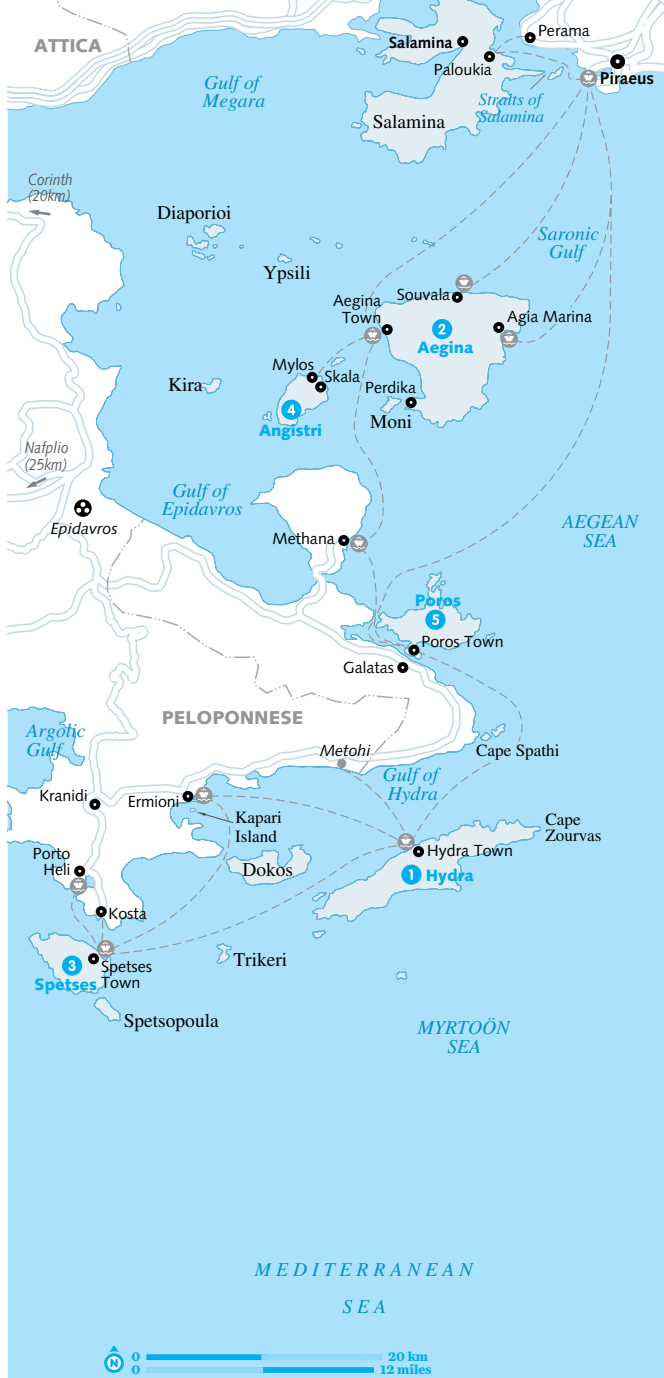 ATTICA
Salamina
Perama
Paloukia
Piraeus
Gulf of
Megara
Straits of
Salamina
Salamina
Corinth
(20km)
Diaporioi
Saronic
Gulf
Ypsili
Aegina
Town
Souvala
Agia Marina
2
Aegina
Mylos
Skala
Kira
Perdika
4
Angistri
Moni
Nafplio
(25km)
Gulf of
Epidavros
Epidavros
AEGEAN
SEA
Methana
Poros
5
Poros Town
Galatas
PELOPONNESE
Argolic
Gulf
Metohi
Cape Spathi
Gulf of
Hydra
Kranidi
Ermioni
Kapari
Island
Cape
Zourvas
Porto
Heli
Dokos
Hydra Town
1 Hydra
Kosta
3
Spetses
Spetses
Town
Trikeri
Spetsopoula
MYRTOÖN
SEA
MEDITERRANEAN
SEA
N
0 20 km
0 12 miles